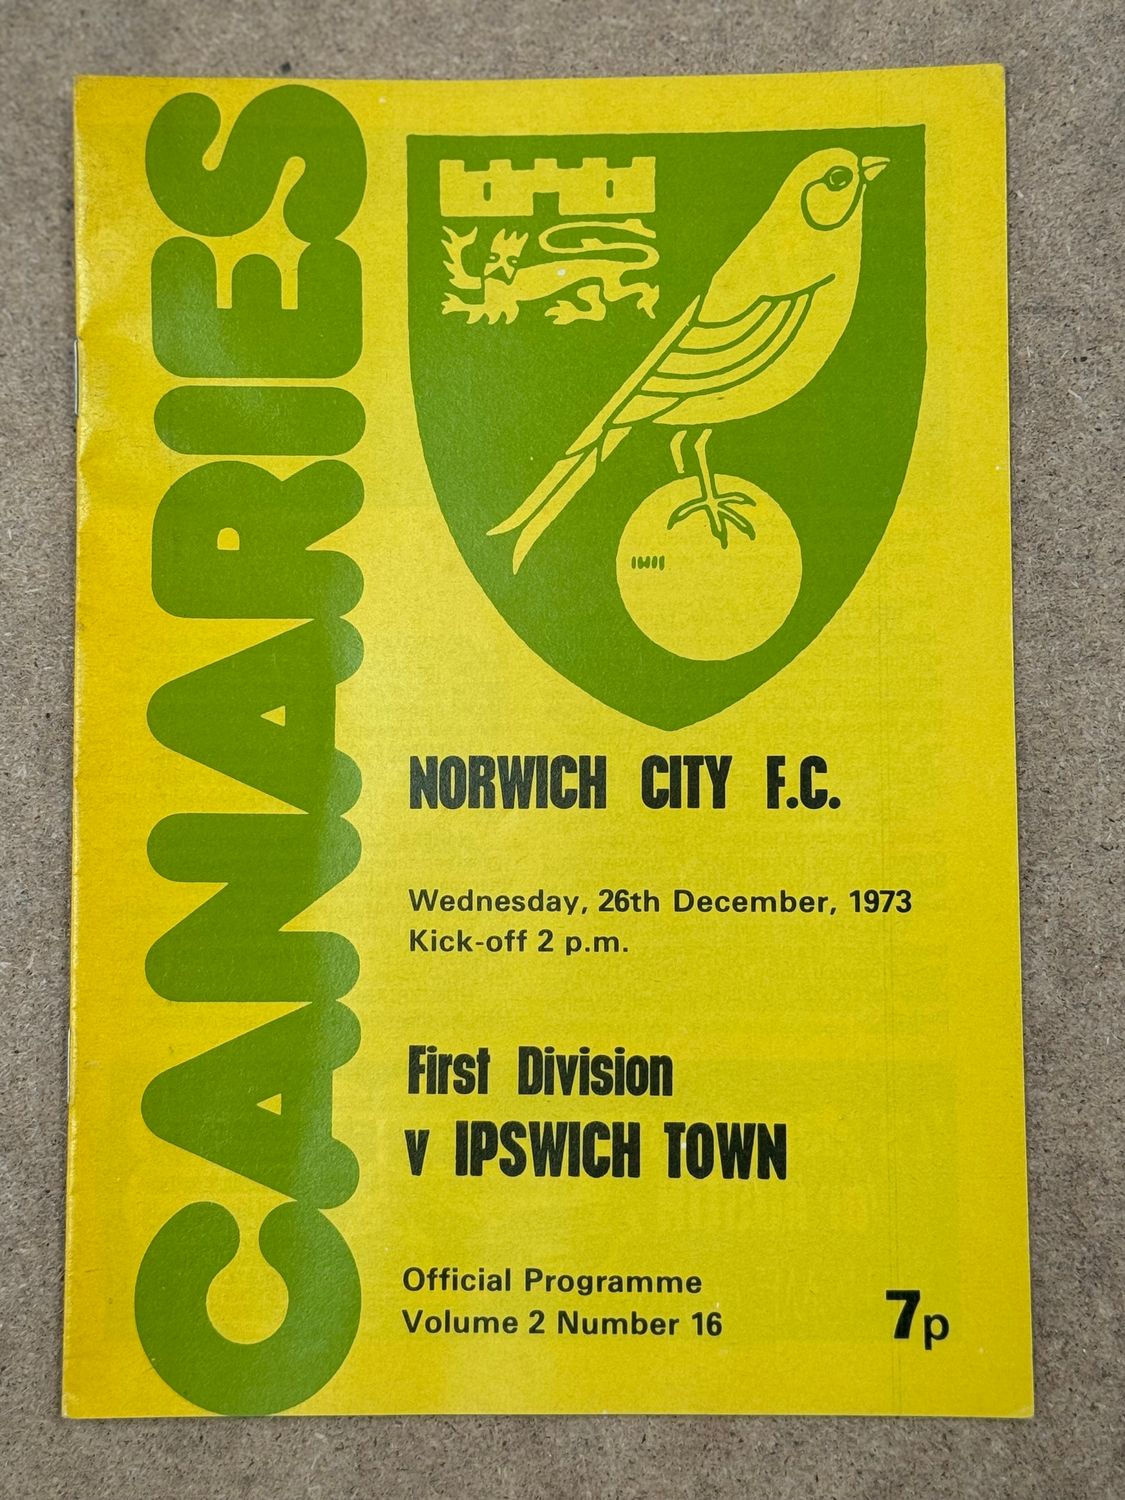 CANARIES
NORWICH CITY F.C.
Wednesday, 26th December, 1973
Kick-off 2 p.m.
First Division
v IPSWICH TOWN
Official Programme
Volume 2 Number 16
7p